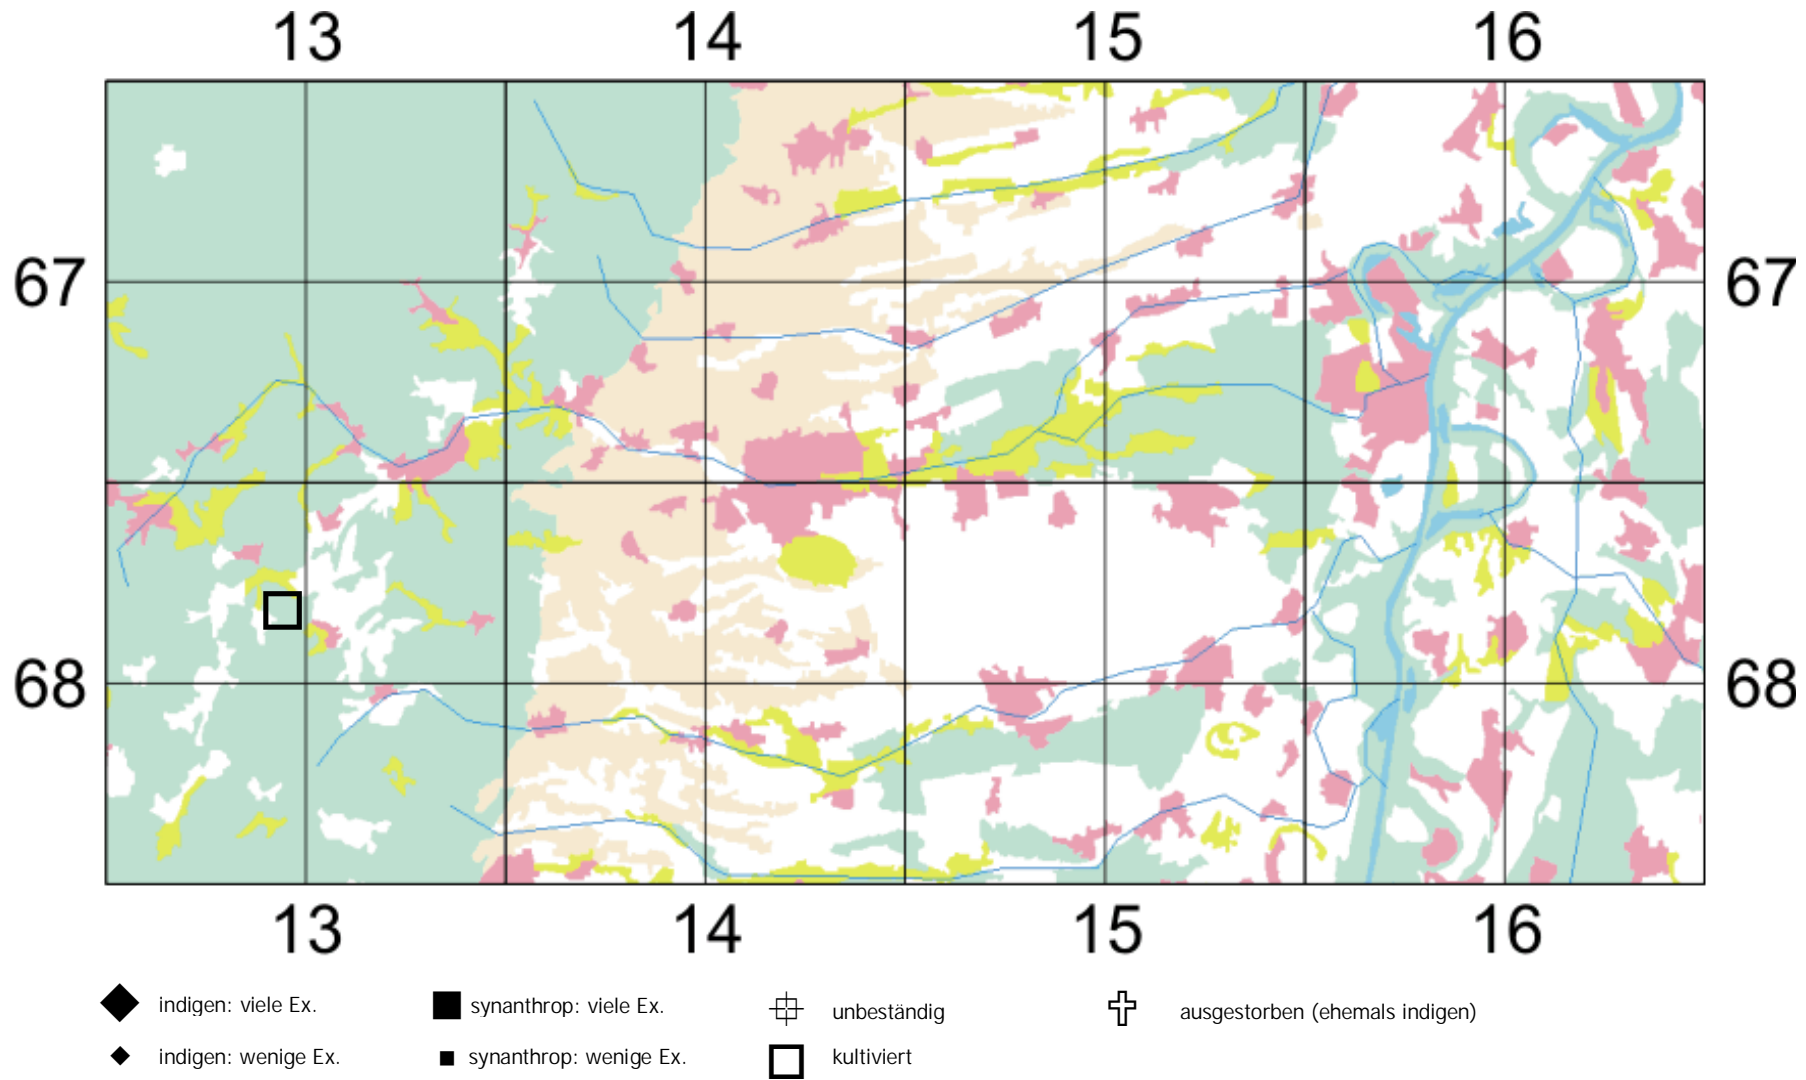 13 14 15 16
67 67
68 68
13 14 15 16
indigen: viele Ex. synanthrop: viele Ex. unbeständig ausgestorben (ehemals indigen)
indigen: wenige Ex. synanthrop: wenige Ex. kultiviert